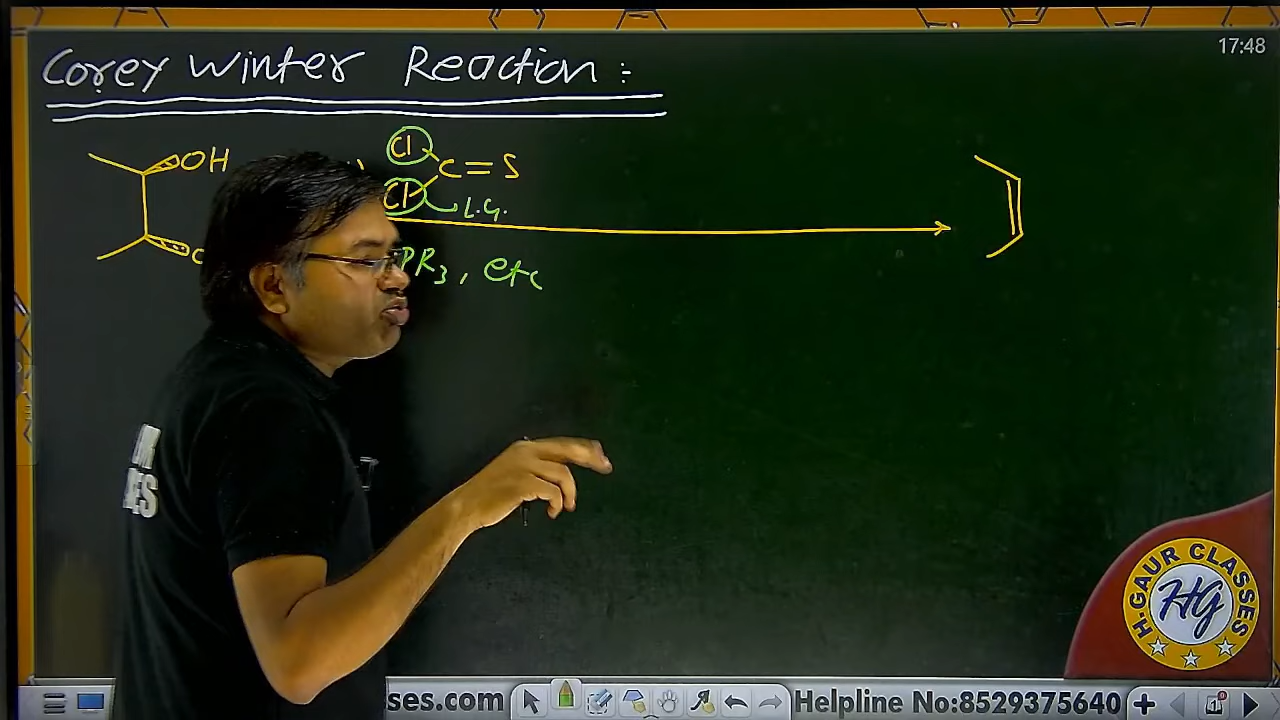 17:48
Corey Winter Reaction :
OH
Cl
C=S
Cl
L.G.
PR3, etc
H-GAUR CLASSES
HG
ses.com
Helpline No:8529375640